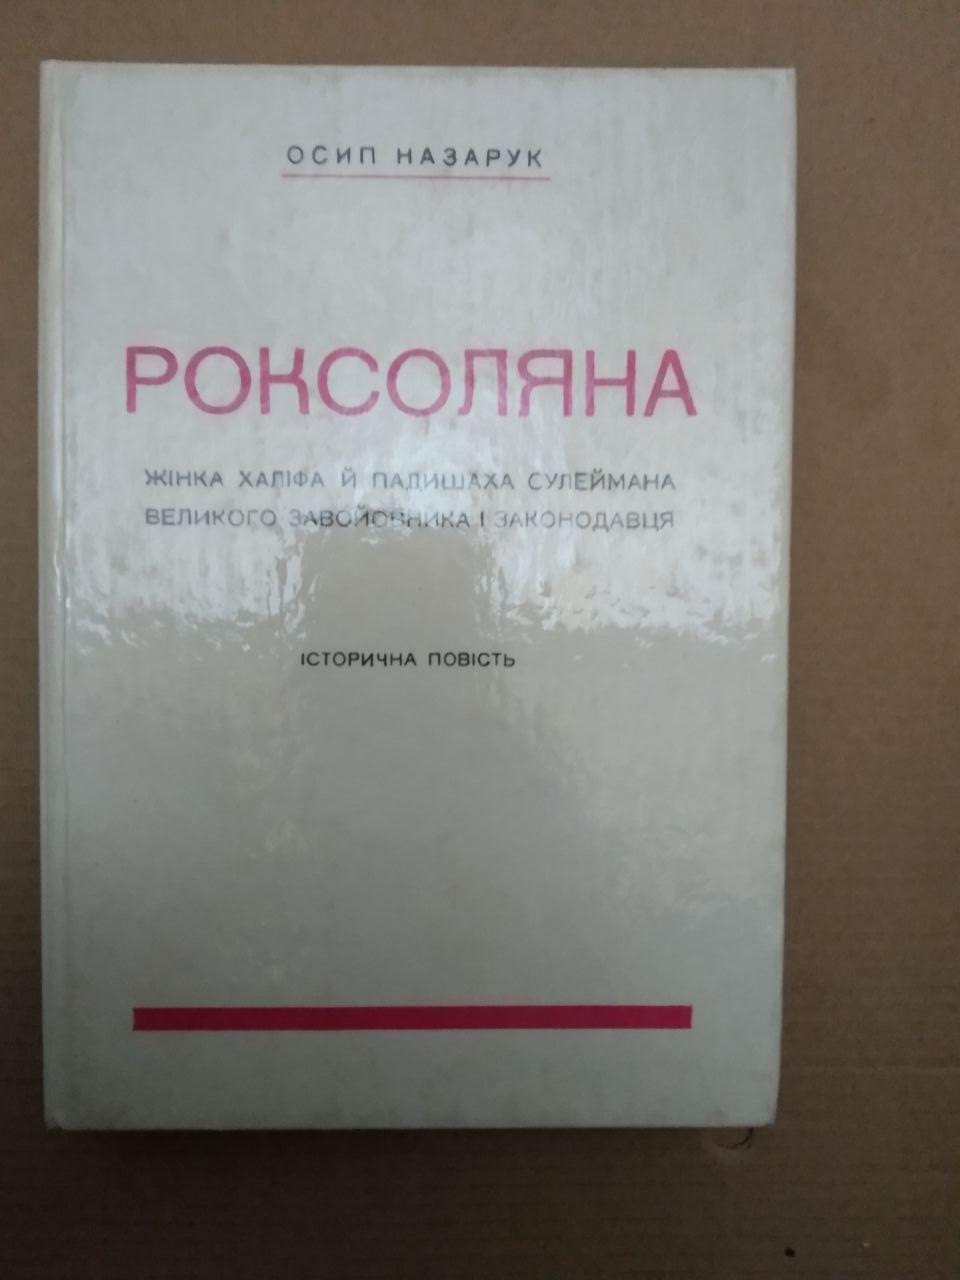 ОСИП НАЗАРУК
РОКСОЛЯНА
ЖІНКА ХАЛІФА Й ПАДИШАХА СУЛЕЙМАНА
ВЕЛИКОГО ЗАВОЙОВНИКА І ЗАКОНОДАВЦЯ
ІСТОРИЧНА ПОВІСТЬ